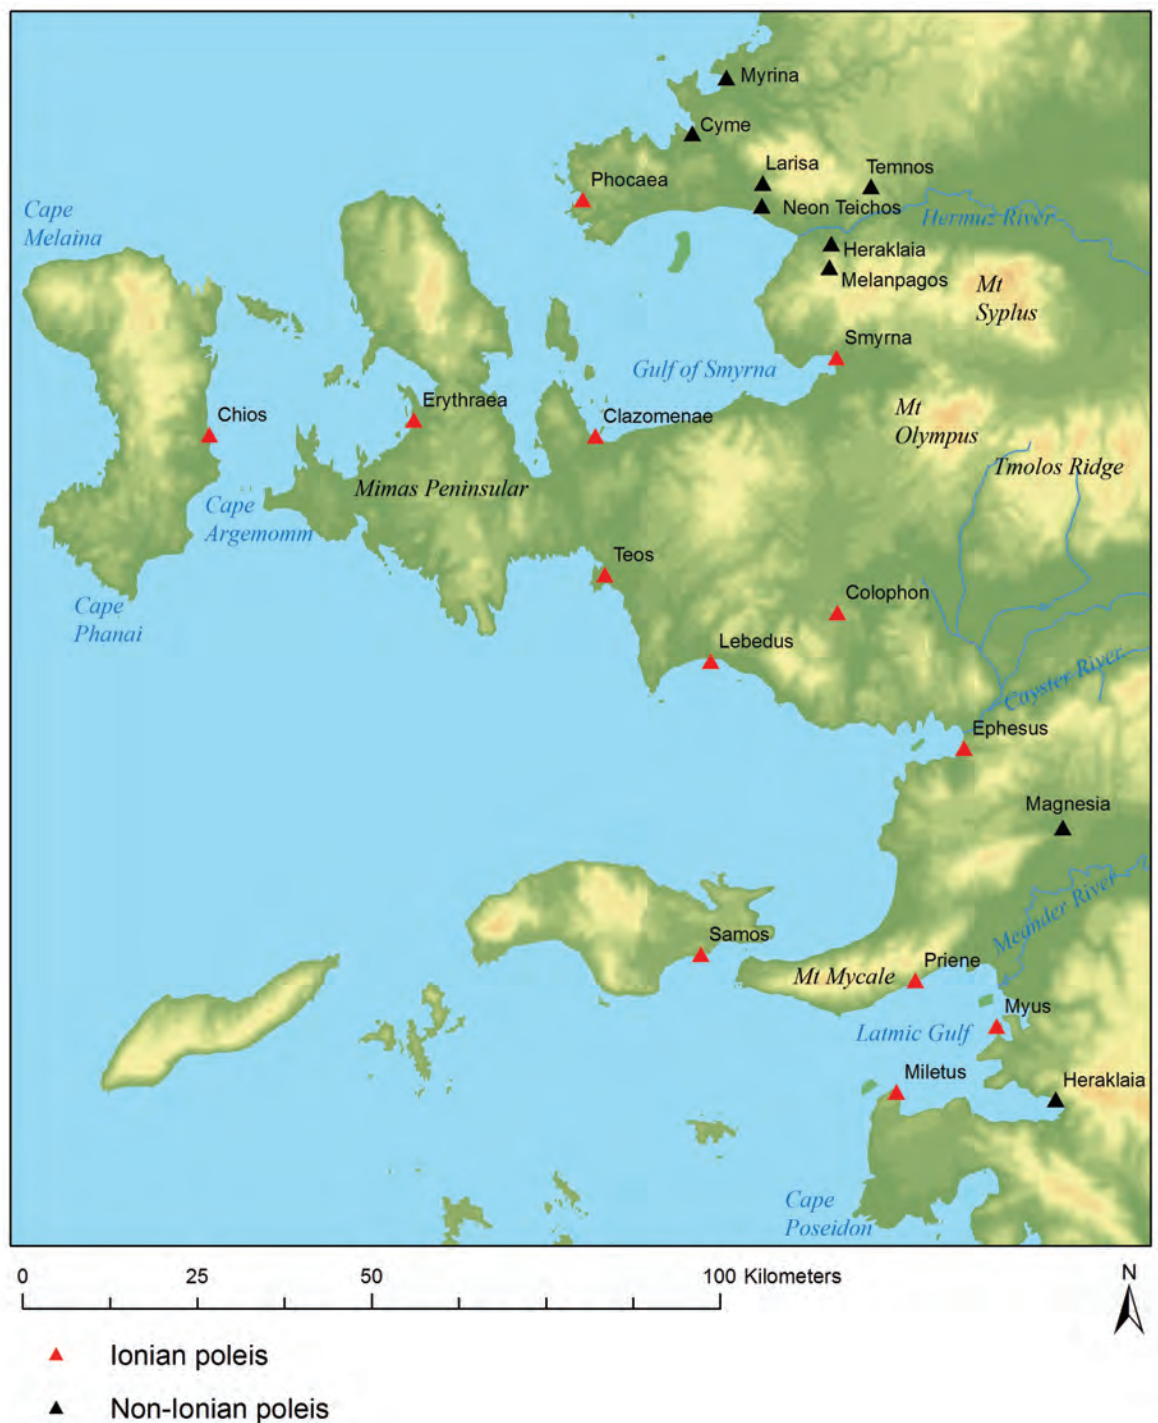 Myrina
Cyme
Larisa
Temnos
Phocaea
Neon Teichos
Hermuz River
Cape
Melaina
Heraklaia
Melanpagos
Mt
Syplus
Smyrna
Gulf of Smyrna
Erythraea
Chios
Clazomenae
Mt
Olympus
Tmolos Ridge
Mimas Peninsular
Cape
Argemomm
Teos
Cape
Phanai
Colophon
Lebedus
Cayster River
Ephesus
Magnesia
Meander River
Samos
Mt Mycale
Priene
Myus
Latmic Gulf
Miletus
Heraklaia
Cape
Poseidon
0 25 50 100 Kilometers
N
Ionian poleis
Non-Ionian poleis